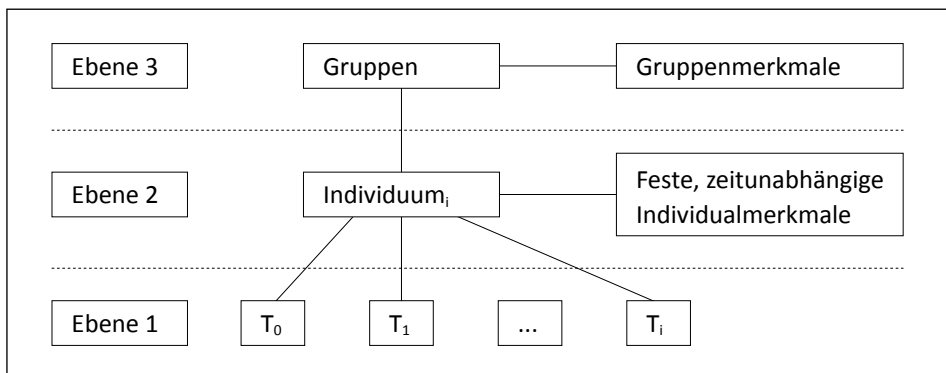 Ebene 3 Gruppen Gruppenmerkmale
Ebene 2 Individuumᵢ Feste, zeitunabhängige
Individualmerkmale
Ebene 1 T₀ T₁ ... Tᵢ